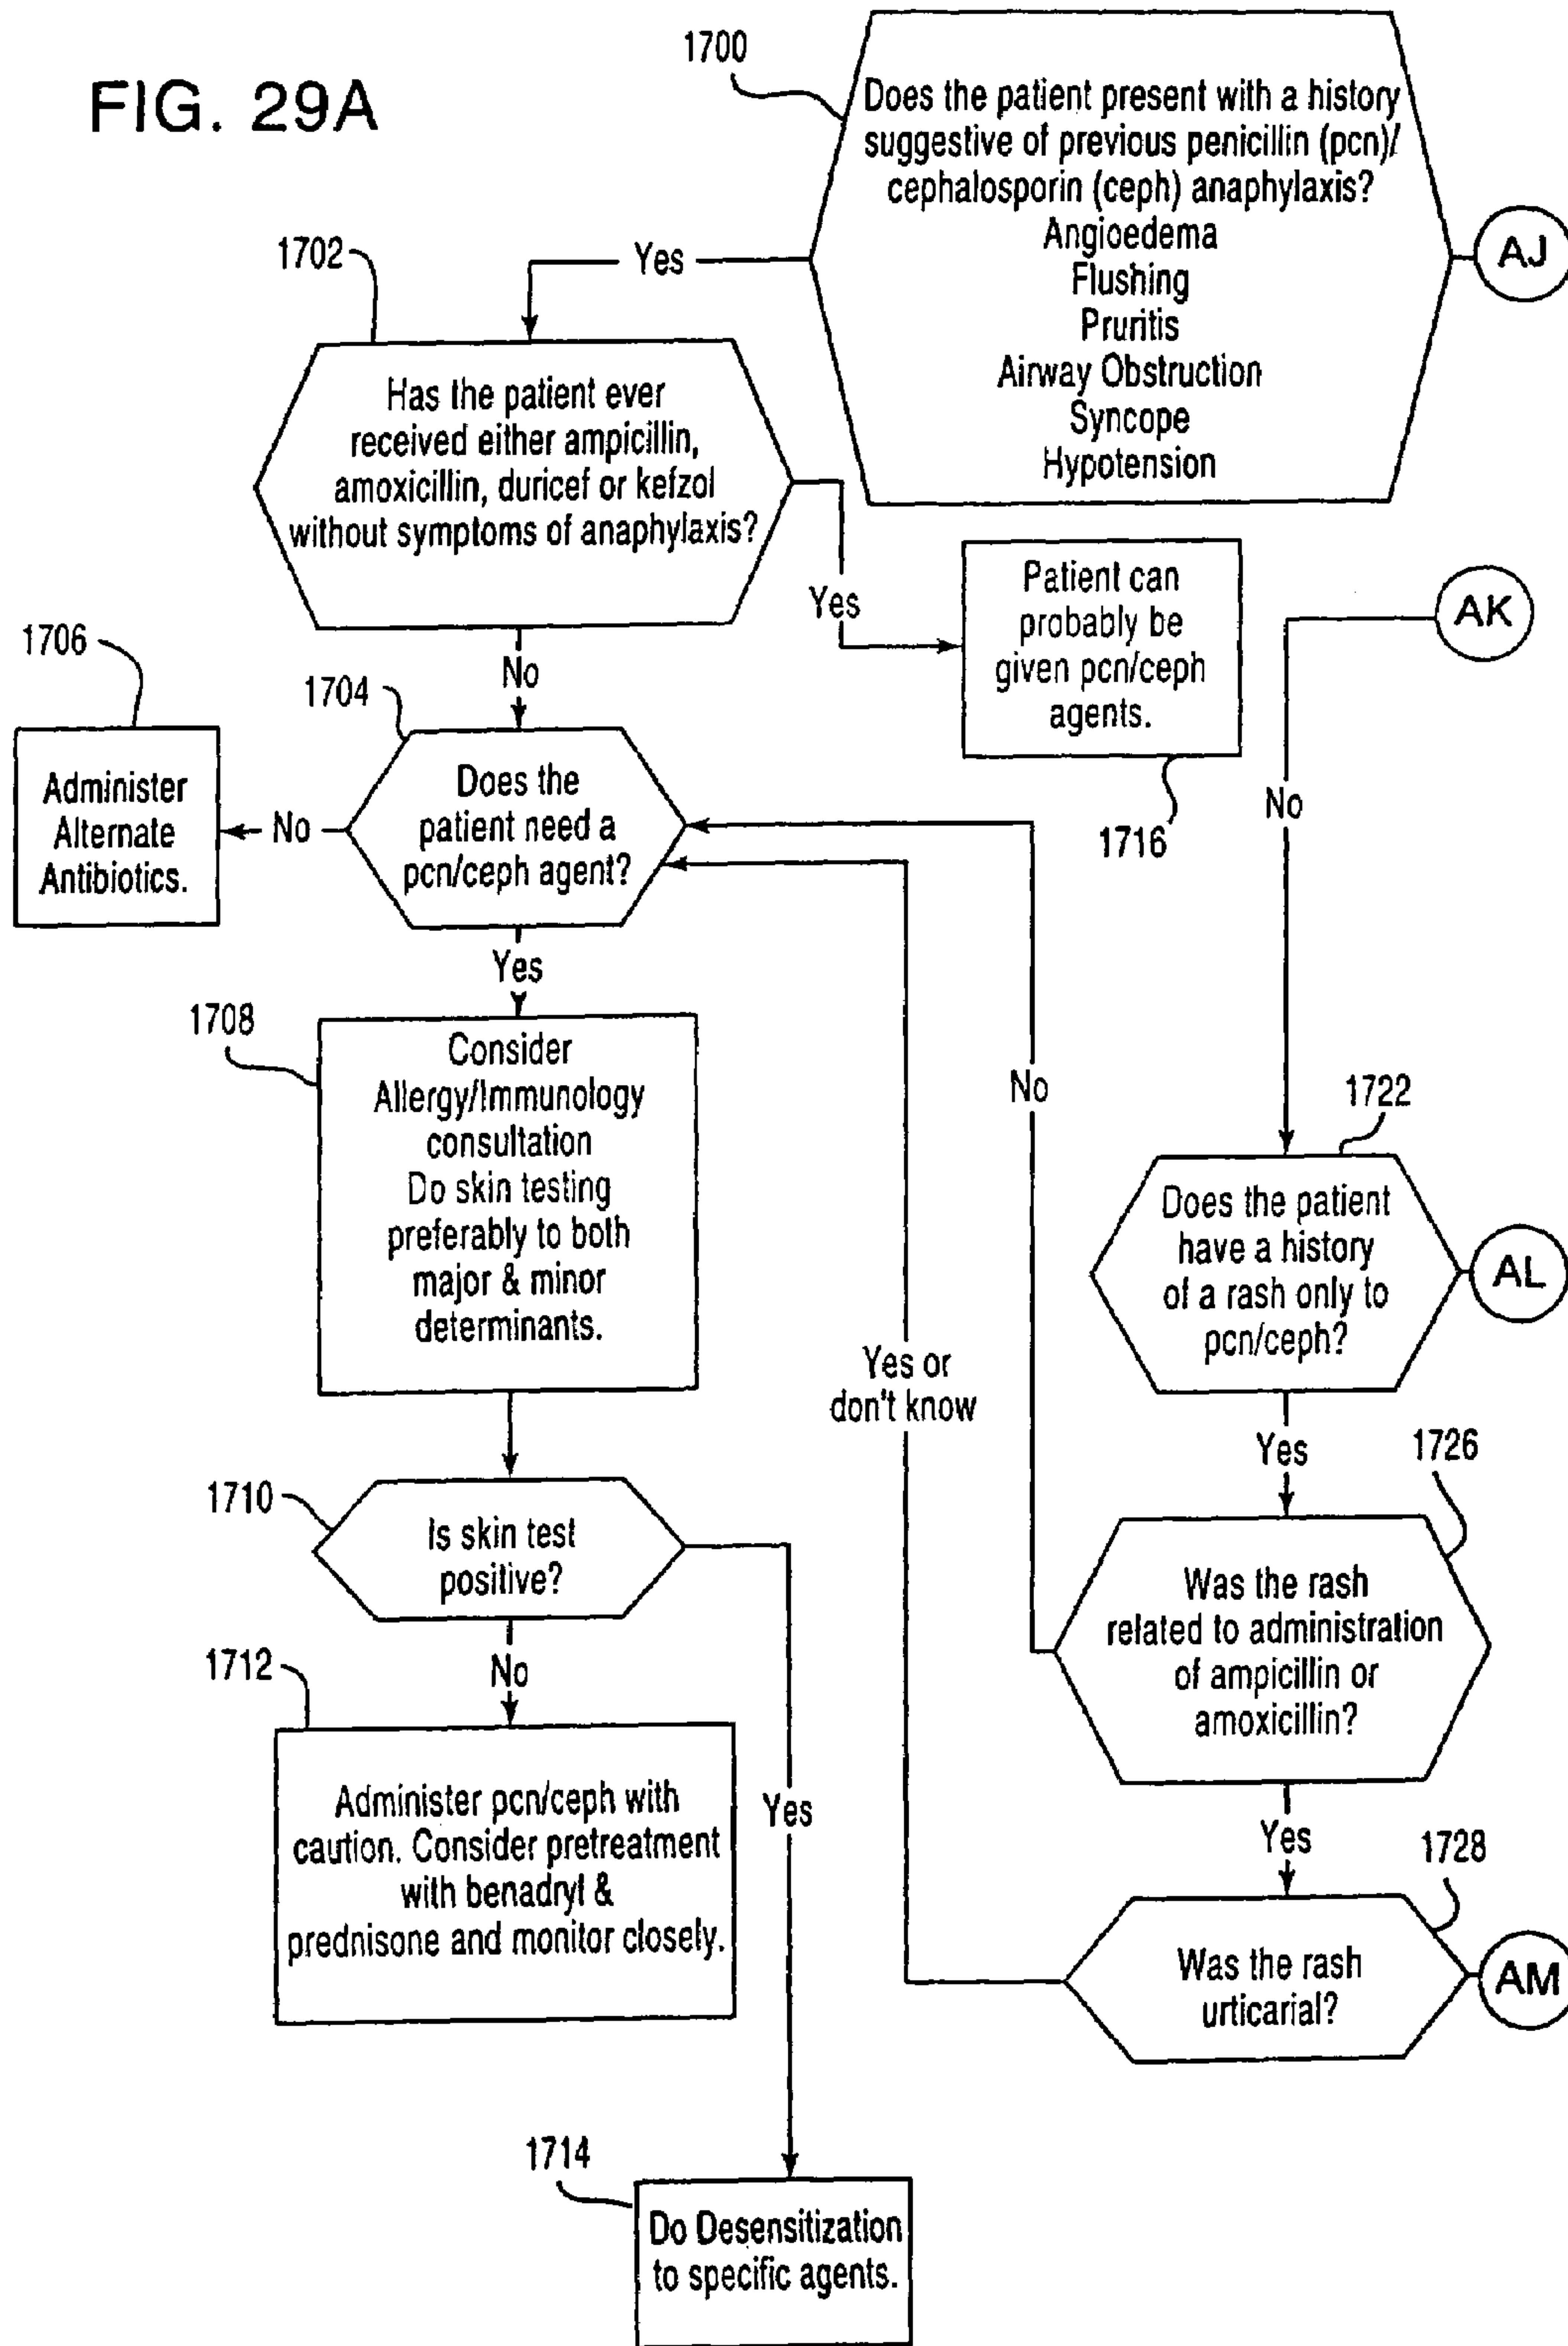 FIG. 29A
1700
Does the patient present with a history
suggestive of previous penicillin (pcn)/
cephalosporin (ceph) anaphylaxis?
Angioedema
Flushing
Pruritis
Airway Obstruction
Syncope
Hypotension
AJ
Yes
1702
Has the patient ever
received either ampicillin,
amoxicillin, duricef or kefzol
without symptoms of anaphylaxis?
Yes
Patient can
probably be
given pcn/ceph
agents.
1716
AK
No
No
1704
1706
Administer
Alternate
Antibiotics.
No
Does the
patient need a
pcn/ceph agent?
Yes
1708
Consider
Allergy/Immunology
consultation
Do skin testing
preferably to both
major & minor
determinants.
No
1722
Does the patient
have a history
of a rash only to
pcn/ceph?
AL
Yes or
don't know
Yes
1726
1710
Is skin test
positive?
Was the rash
related to administration
of ampicillin or
amoxicillin?
No
1712
Administer pcn/ceph with
caution. Consider pretreatment
with benadryl &
prednisone and monitor closely.
Yes
Yes
1728
Was the rash
urticarial?
AM
1714
Do Desensitization
to specific agents.